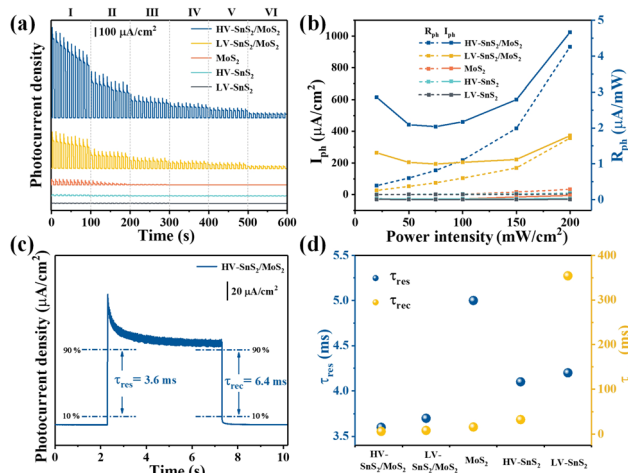 (a)
I II III IV V VI
100 μA/cm²
HV-SnS₂/MoS₂
LV-SnS₂/MoS₂
MoS₂
HV-SnS₂
LV-SnS₂
Photocurrent density
0 100 200 300 400 500 600
Time (s)
(b)
R_ph I_ph
HV-SnS₂/MoS₂
LV-SnS₂/MoS₂
MoS₂
HV-SnS₂
LV-SnS₂
I_ph (μA/cm²)
1000
800
600
400
200
0
R_ph (μA/mW)
5
4
3
2
1
0
50 100 150 200
Power intensity (mW/cm²)
(c)
HV-SnS₂/MoS₂
20 μA/cm²
Photocurrent density (μA/cm²)
90% 90%
τ_res = 3.6 ms τ_rec = 6.4 ms
10% 10%
0 2 4 6 8 10
Time (s)
(d)
τ_res
τ_rec
τ_res (ms)
5.5
5.0
4.5
4.0
3.5
τ_rec (ms)
400
300
200
100
0
HV-SnS₂/MoS₂
LV-SnS₂/MoS₂
MoS₂
HV-SnS₂
LV-SnS₂